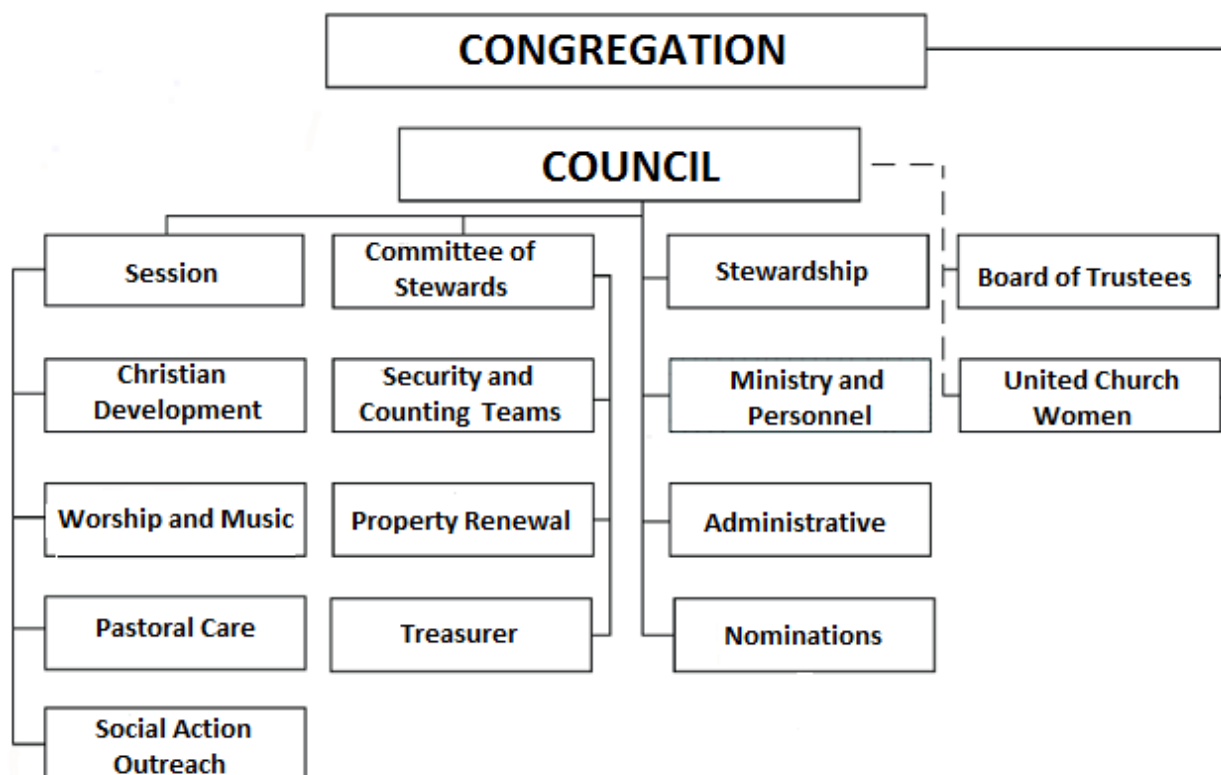 CONGREGATION
COUNCIL
Session
Committee of
Stewards
Stewardship
Board of Trustees
Christian
Development
Security and
Counting Teams
Ministry and
Personnel
United Church
Women
Worship and Music
Property Renewal
Administrative
Pastoral Care
Treasurer
Nominations
Social Action
Outreach